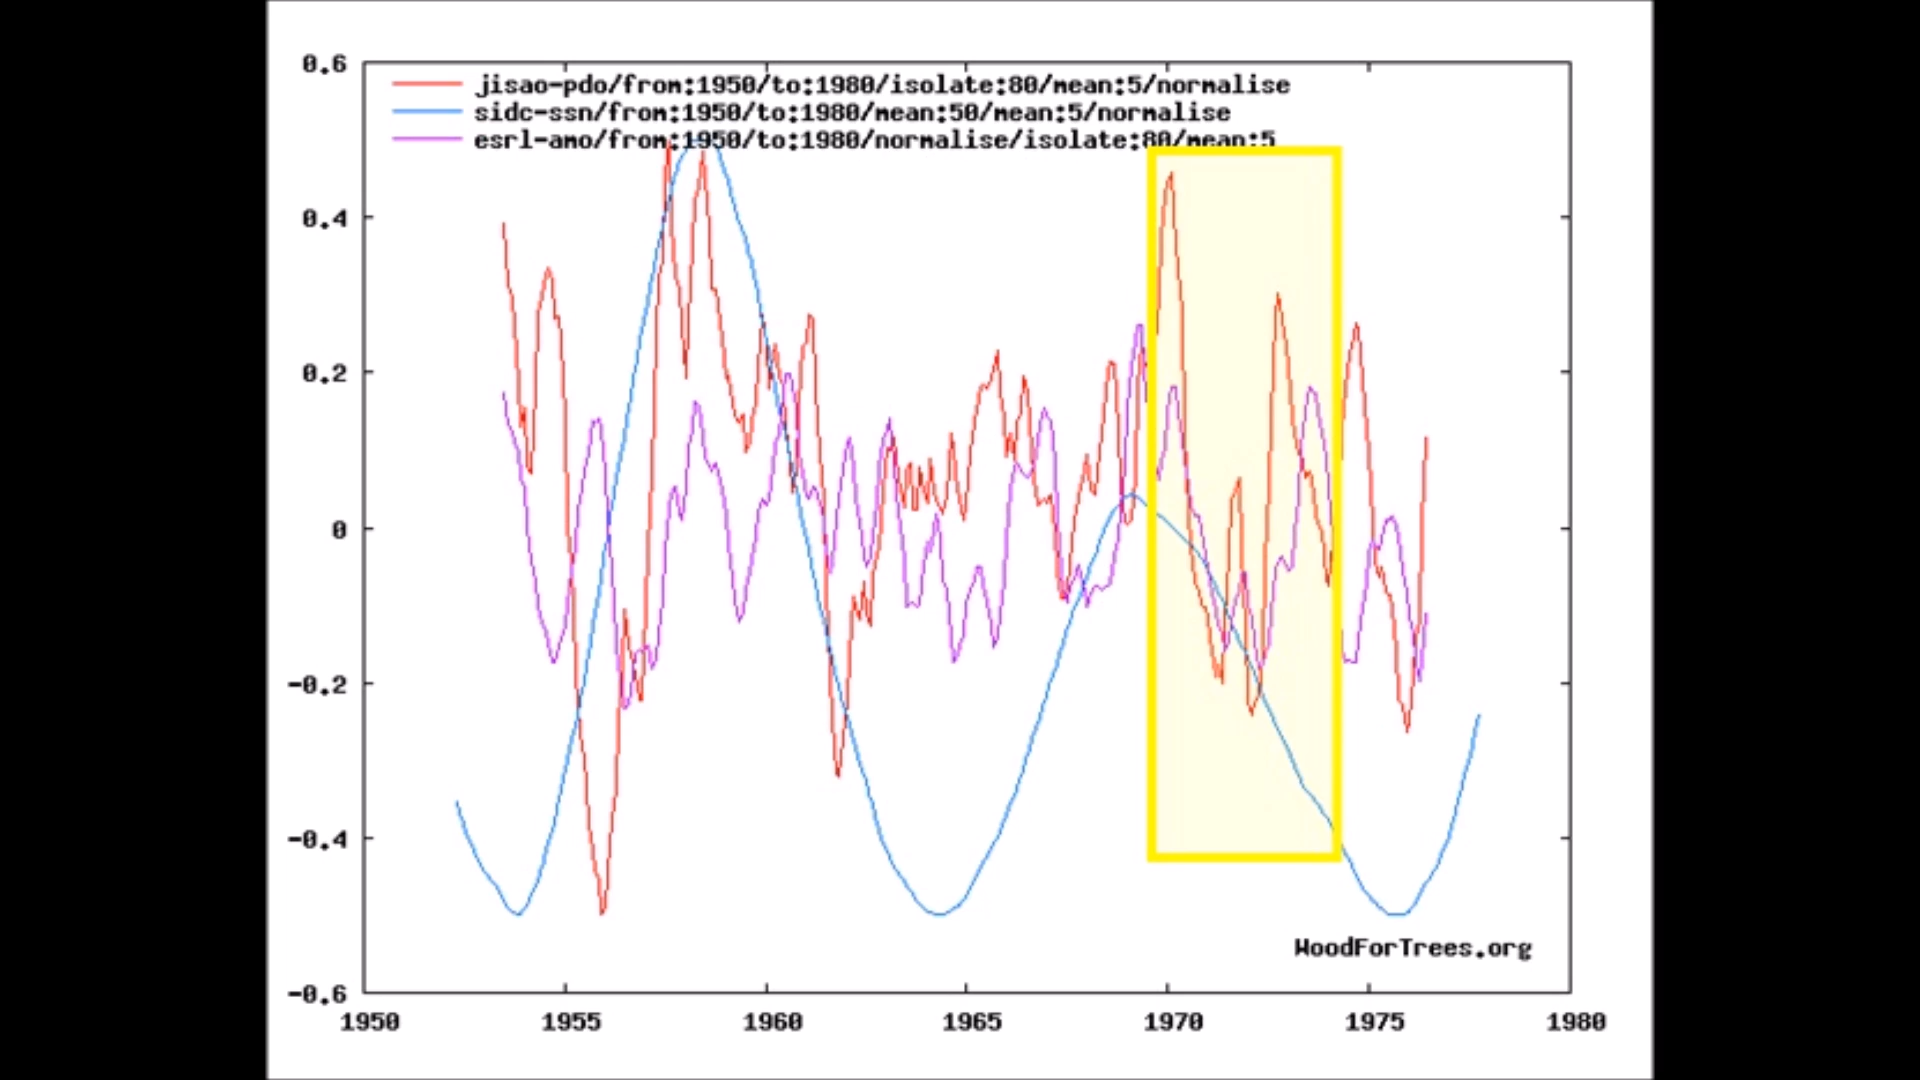 jisao-pdo/from:1950/to:1980/isolate:80/mean:5/normalise
sidc-ssn/from:1950/to:1980/mean:50/mean:5/normalise
esrl-amo/from:1950/to:1980/normalise/isolate:80/mean:5
0.6
0.4
0.2
0
-0.2
-0.4
-0.6
WoodForTrees.org
1950 1955 1960 1965 1970 1975 1980